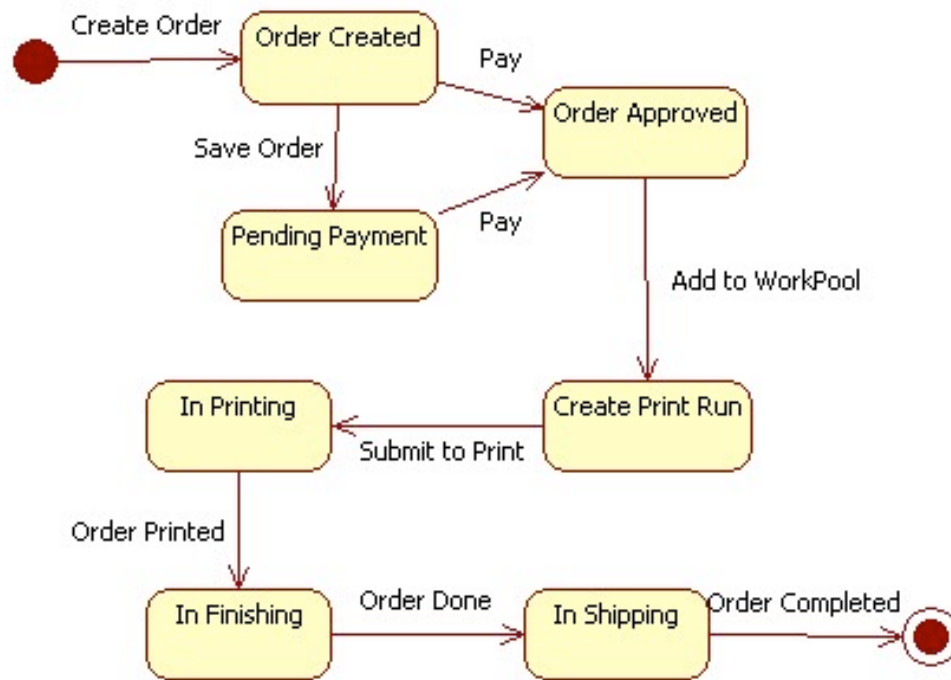 Create Order
Order Created
Pay
Order Approved
Save Order
Pending Payment
Pay
Add to WorkPool
In Printing
Create Print Run
Submit to Print
Order Printed
In Finishing
Order Done
In Shipping
Order Completed